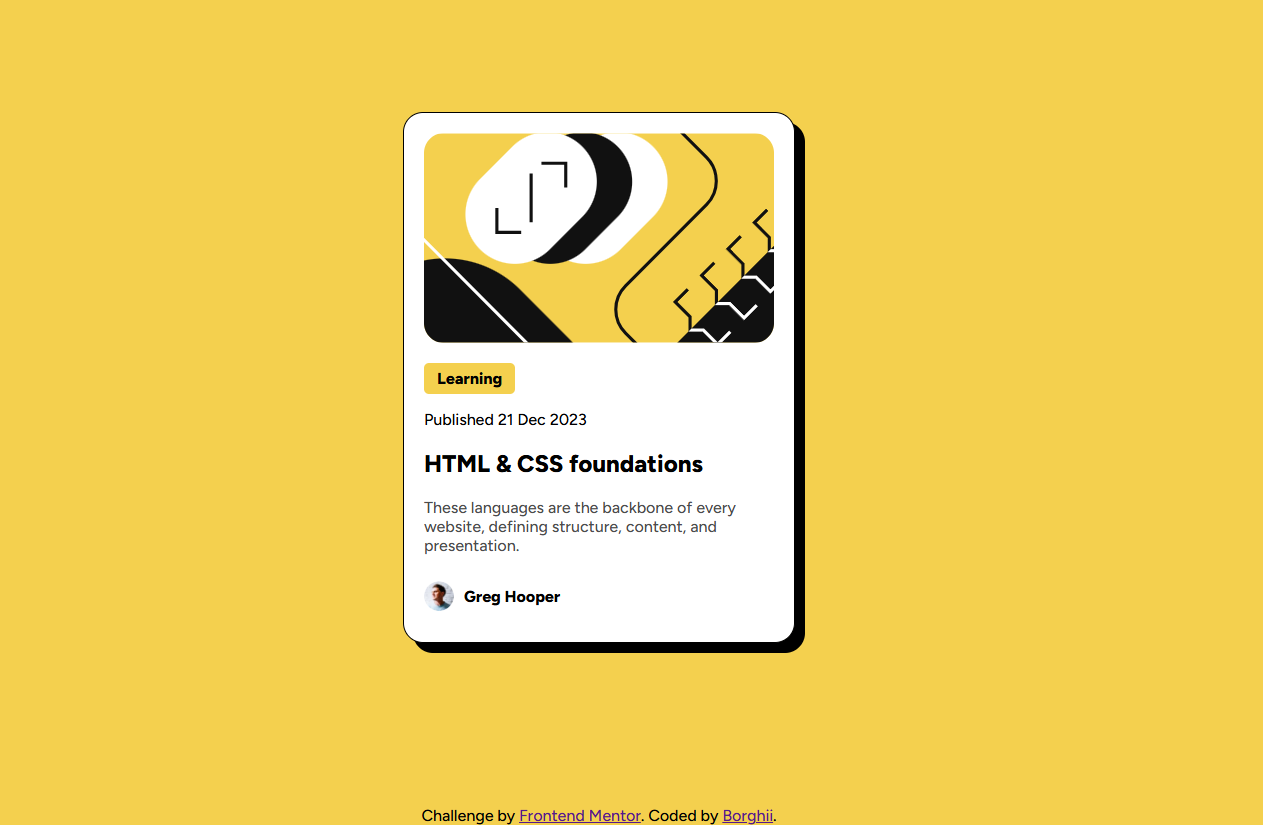 Learning
Published 21 Dec 2023
HTML & CSS foundations
These languages are the backbone of every
website, defining structure, content, and
presentation.
Greg Hooper
Challenge by Frontend Mentor. Coded by Borghii.